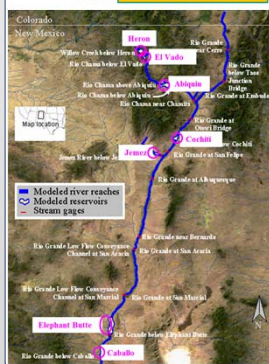 Colorado
New Mexico
Heron
Willow Creek below Heron
El Vado
Rio Chama below El Vado
Rio Grande
near Cerro
Rio Grande
below Taos
Junction
Bridge
Rio Chama above Abiquiu
Abiquiu
Rio Chama below Abiquiu
Rio Grande at Embudo
Rio Chama near Chamita
Map location
Rio Grande at
Otowi Bridge
Cochiti
Jemez
Jemez River below Jemez
Rio Grande at San Felipe
Rio Grande at Albuquerque
Modeled river reaches
Modeled reservoirs
Stream gages
Rio Grande near Bernardo
Rio Grande Low Flow Conveyance
Channel at San Acacia
Rio Grande at San Acacia
Rio Grande Low Flow Conveyance
Channel at San Marcial
Rio Grande at San Marcial
Elephant Butte
Rio Grande below Elephant Butte
Caballo
Rio Grande below Caballo
N